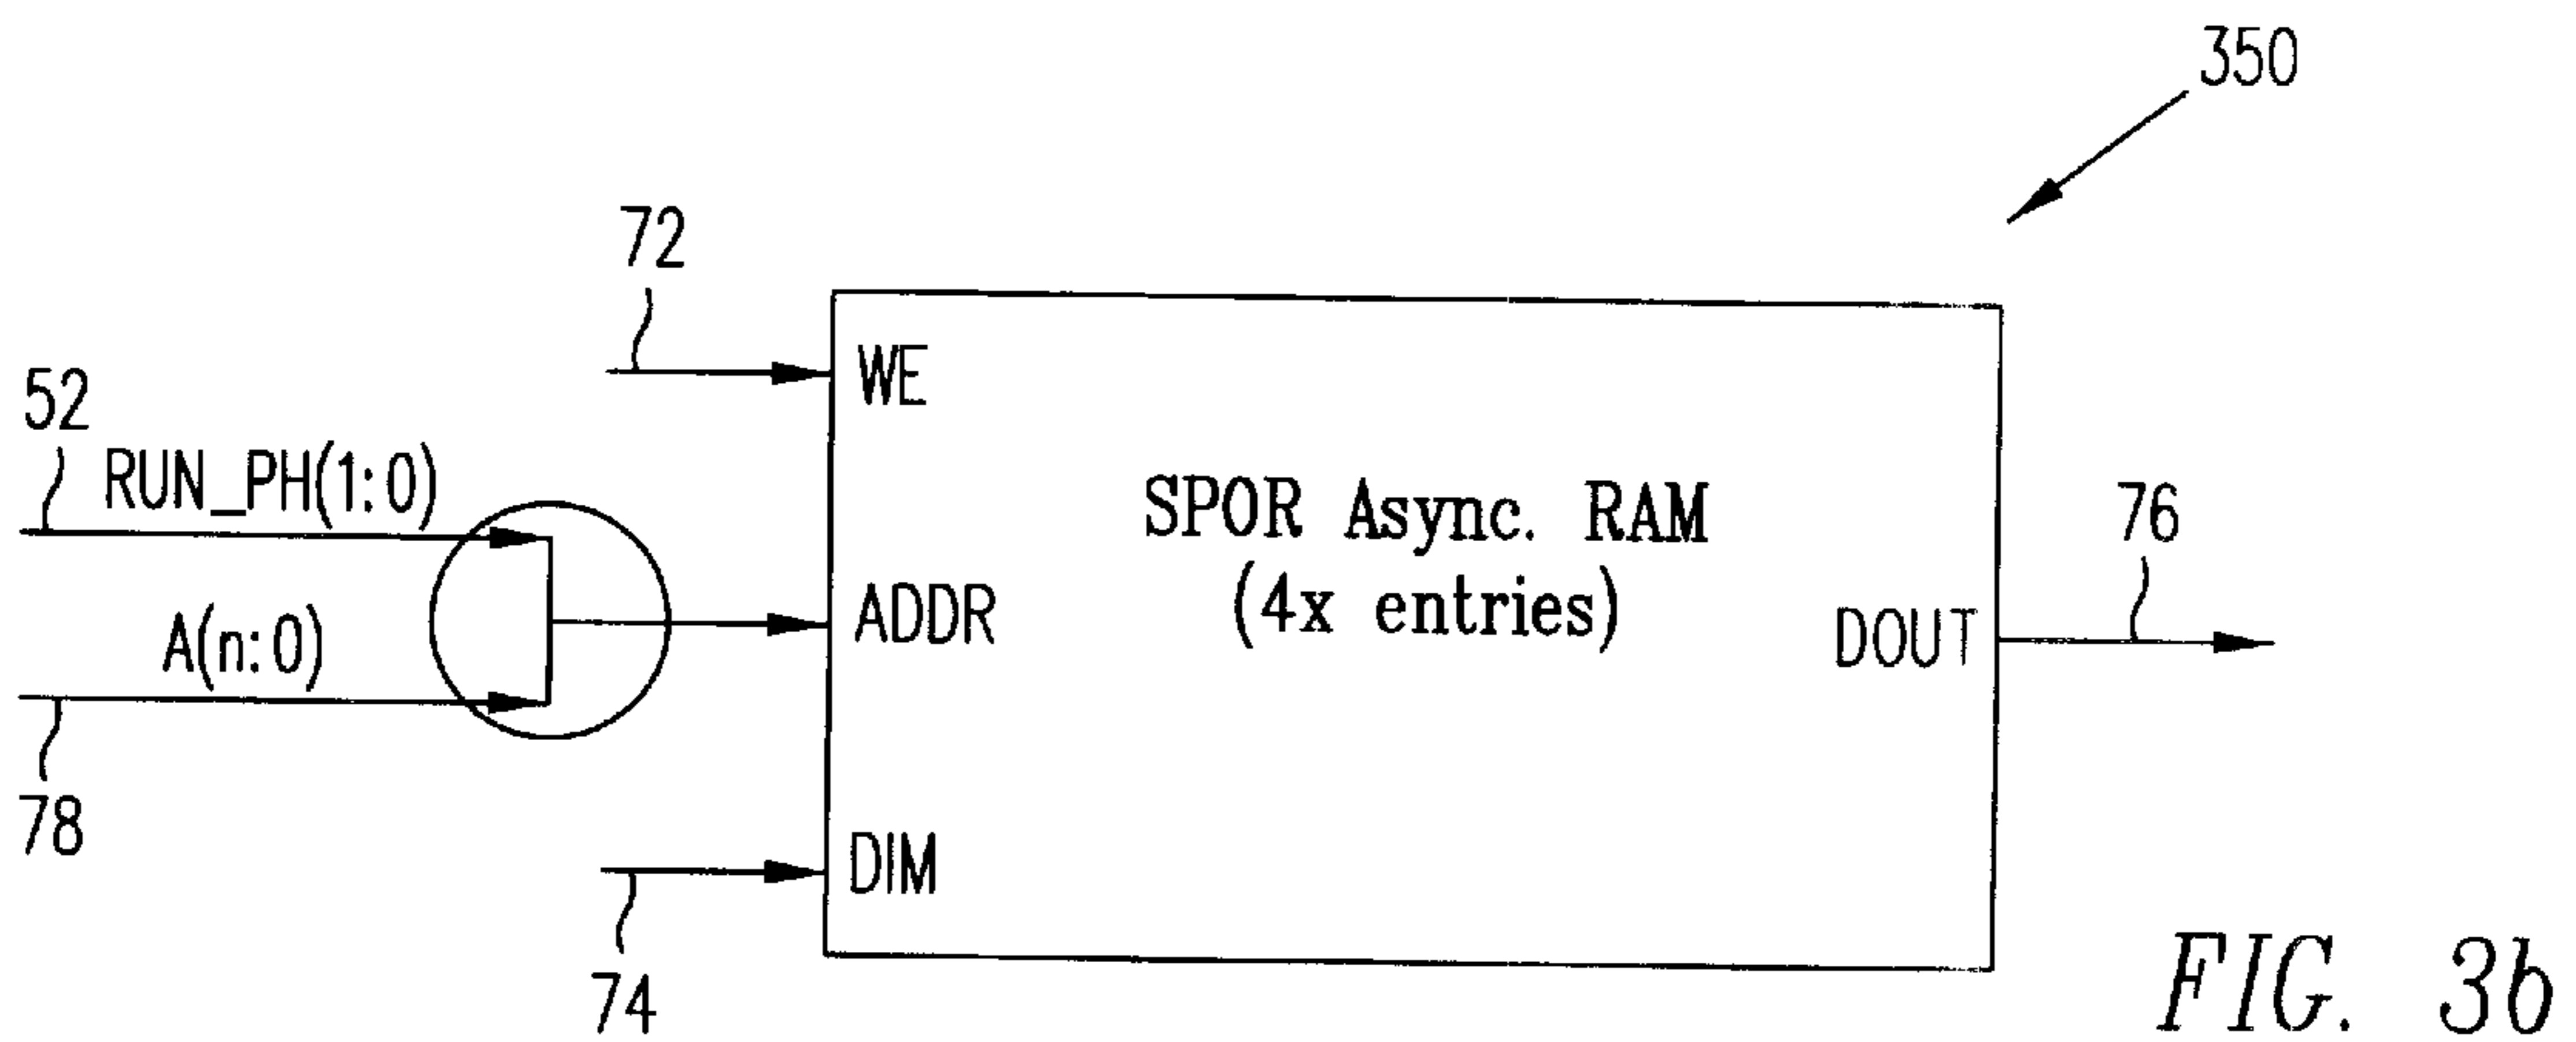 350
72
WE
52
RUN_PH(1:0)
SPOR Async. RAM
(4x entries)
76
ADDR
A(n:0)
DOUT
78
DIM
74
FIG. 3b